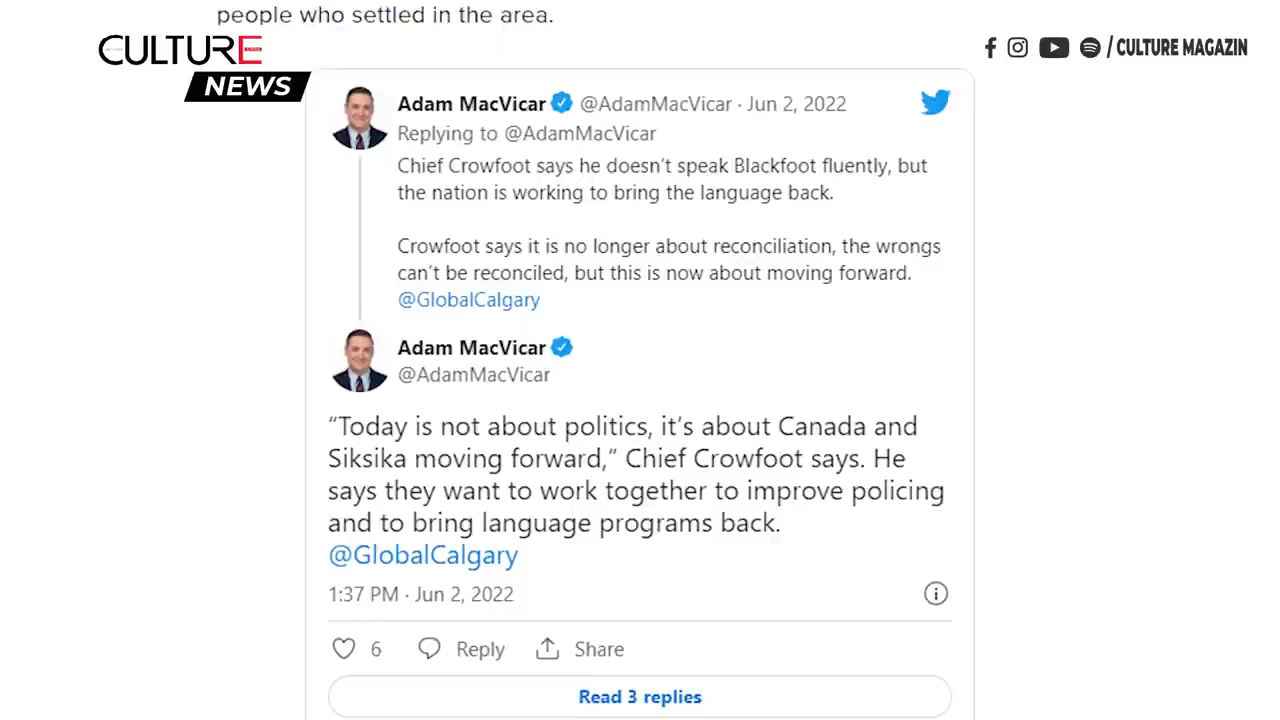 people who settled in the area.
CULTURE
MAGAZIN
NEWS
/ CULTURE MAGAZIN
Adam MacVicar @AdamMacVicar · Jun 2, 2022
Replying to @AdamMacVicar
Chief Crowfoot says he doesn’t speak Blackfoot fluently, but
the nation is working to bring the language back.
Crowfoot says it is no longer about reconciliation, the wrongs
can’t be reconciled, but this is now about moving forward.
@GlobalCalgary
Adam MacVicar
@AdamMacVicar
“Today is not about politics, it’s about Canada and
Siksika moving forward,” Chief Crowfoot says. He
says they want to work together to improve policing
and to bring language programs back.
@GlobalCalgary
1:37 PM · Jun 2, 2022
6 Reply Share
Read 3 replies